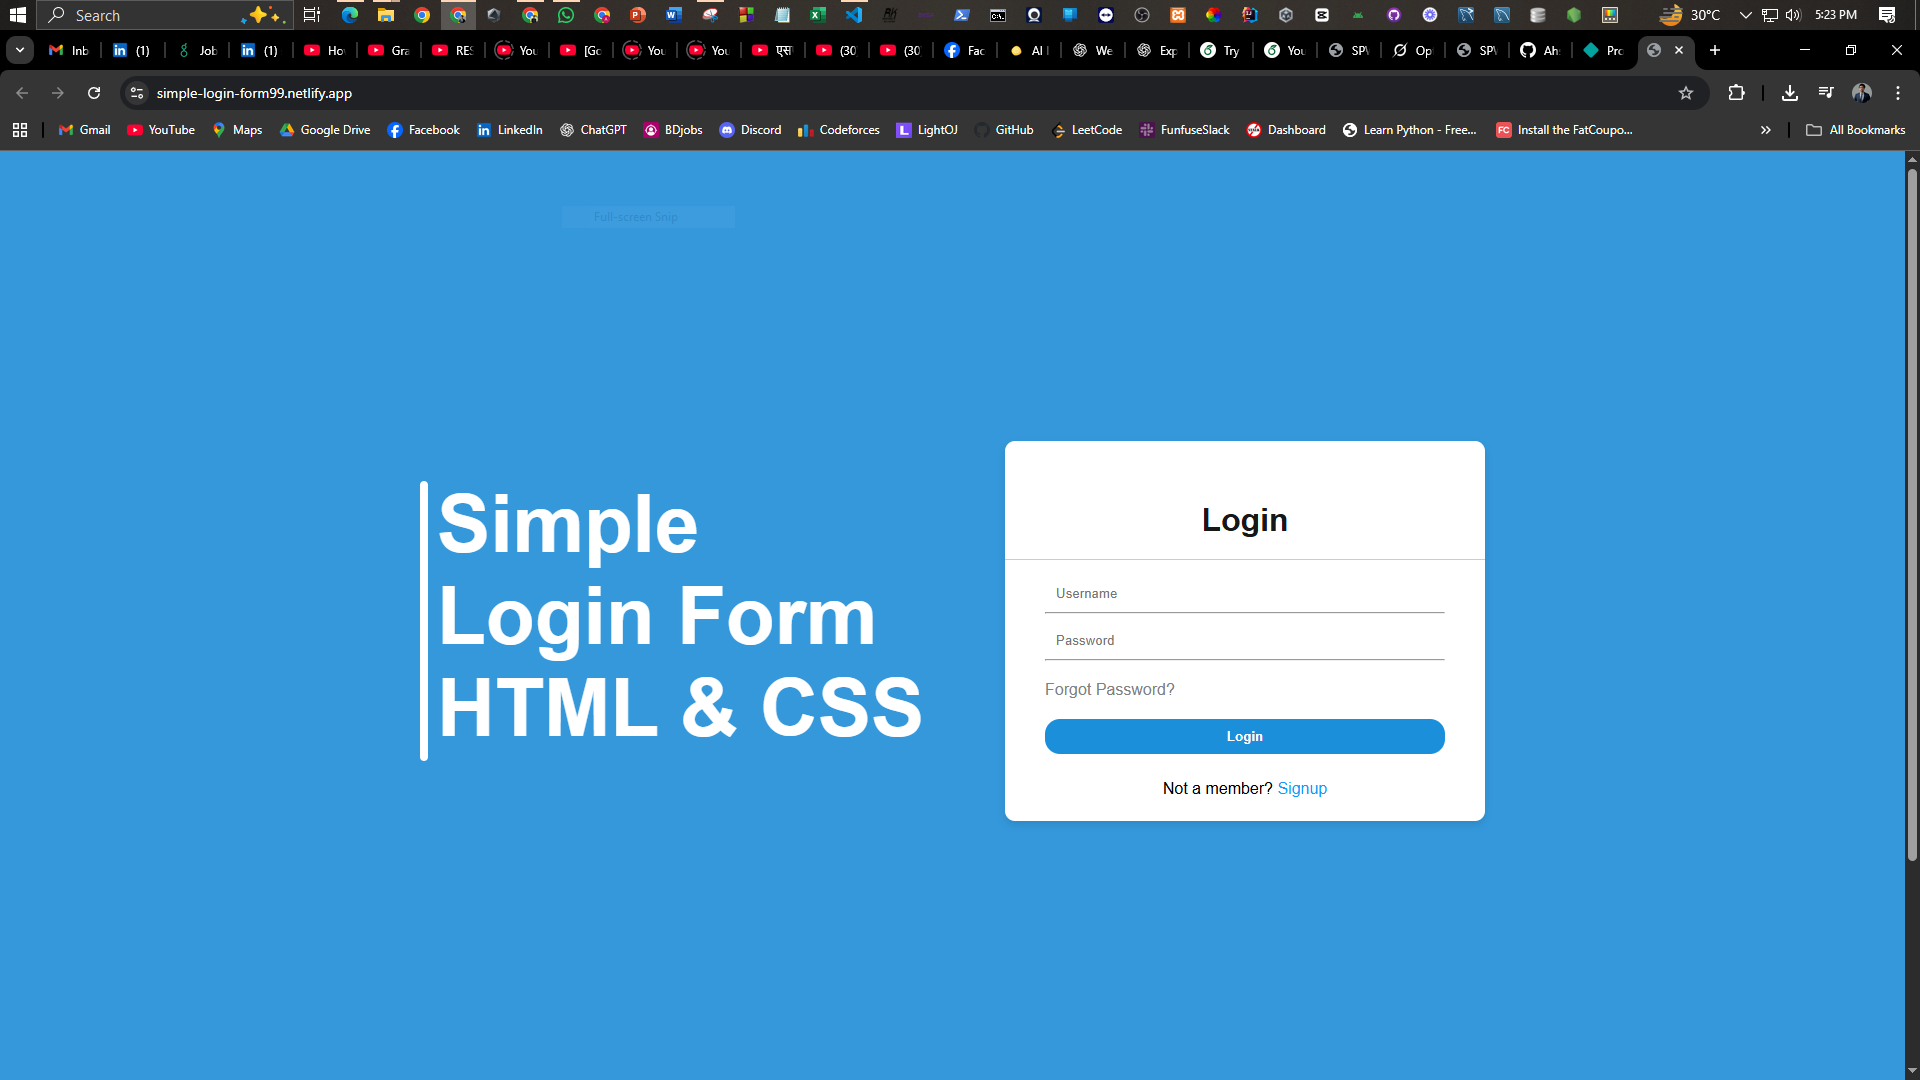 Search
30°C
5:23 PM
Inb
(1)
Job
(1)
Ho
Gra
RES
You
[Go
You
You
एस
(30
(30
Fac
AI
We
Exp
Try
You
SPV
Op
SPV
Ah
Pro
simple-login-form99.netlify.app
Gmail
YouTube
Maps
Google Drive
Facebook
LinkedIn
ChatGPT
BDjobs
Discord
Codeforces
LightOJ
GitHub
LeetCode
FunfuseSlack
Dashboard
Learn Python - Free...
Install the FatCoupo...
All Bookmarks
Full-screen Snip
Simple
Login Form
HTML & CSS
Login
Username
Password
Forgot Password?
Login
Not a member? Signup